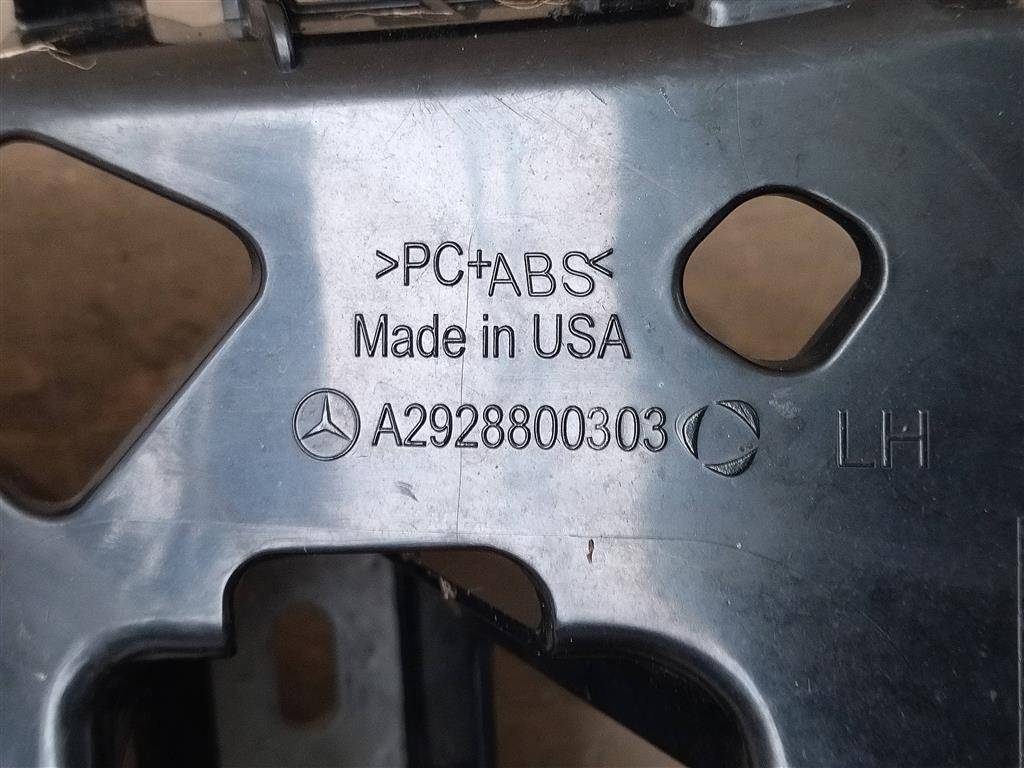 >PC+ABS<
Made in USA
A2928800303 LH